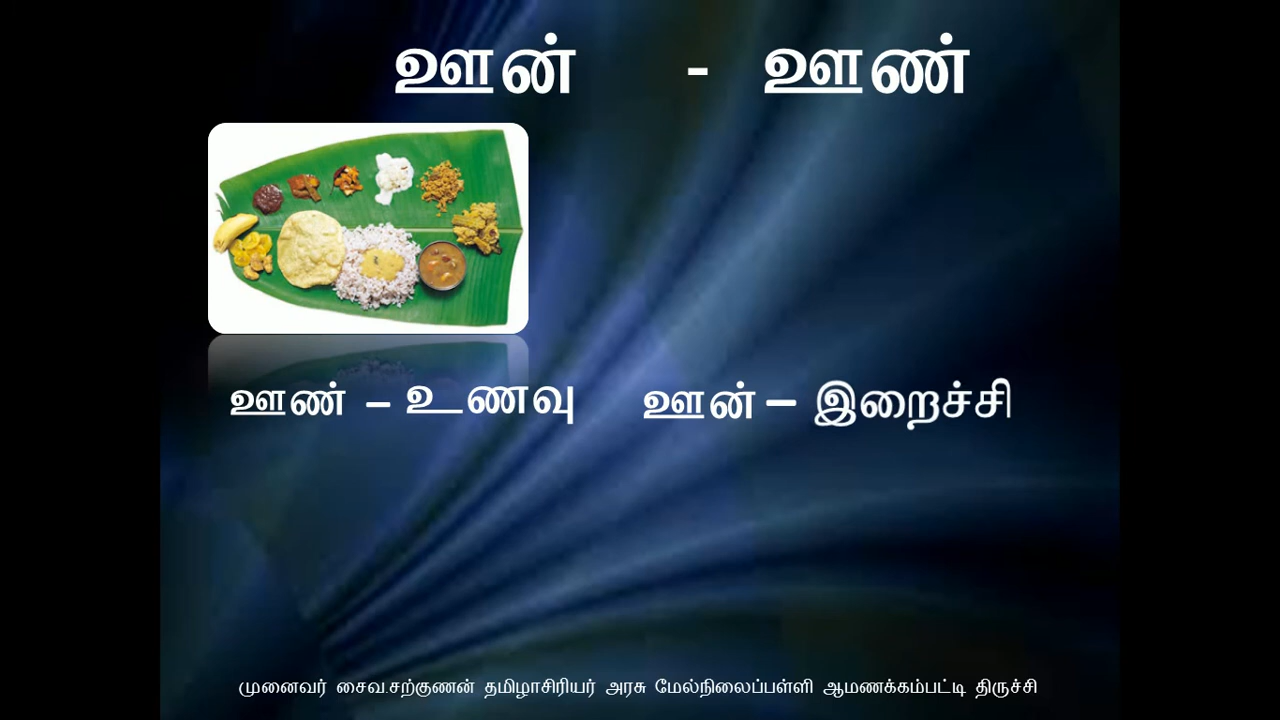 ஊன் - ஊண்
ஊண் – உணவு ஊன் – இறைச்சி
முனைவர் சைவ.சற்குணன் தமிழாசிரியர் அரசு மேல்நிலைப்பள்ளி ஆமணக்கம்பட்டி திருச்சி